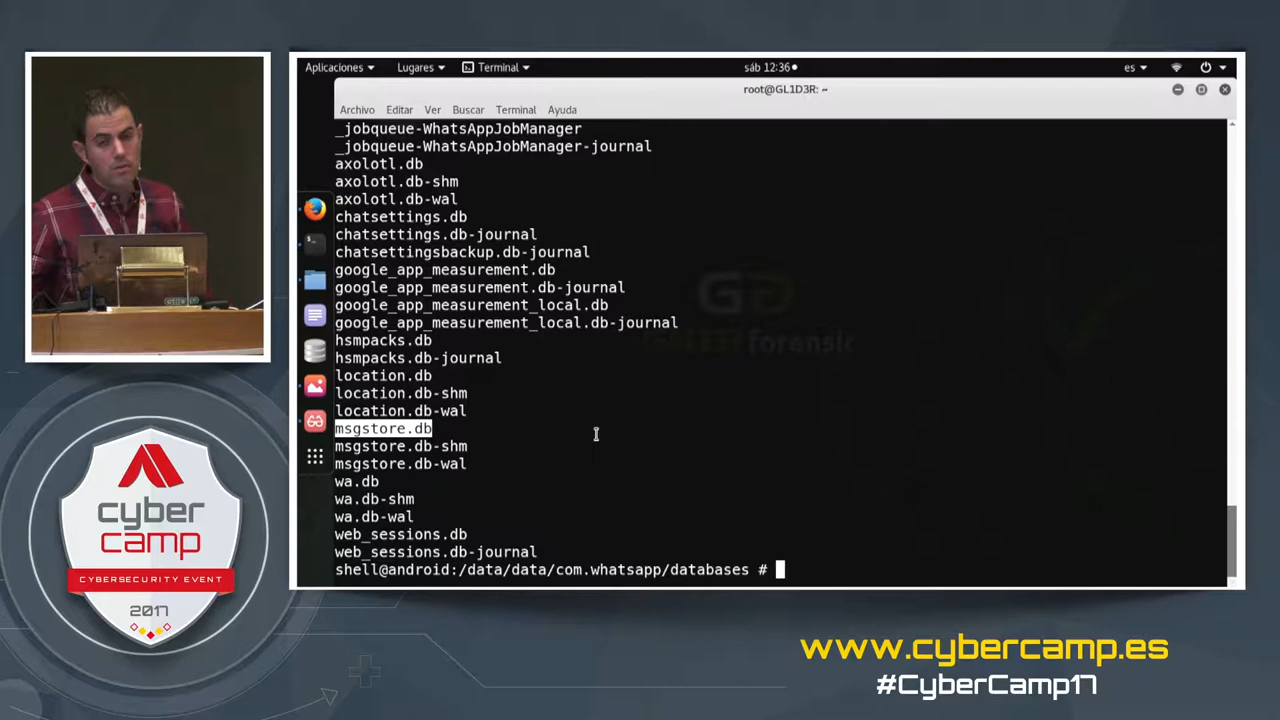 Aplicaciones Lugares Terminal sáb 12:36 es
root@GL1D3R: ~
Archivo Editar Ver Buscar Terminal Ayuda
_jobqueue-WhatsAppJobManager
_jobqueue-WhatsAppJobManager-journal
axolotl.db
axolotl.db-shm
axolotl.db-wal
chatsettings.db
chatsettings.db-journal
chatsettingsbackup.db-journal
google_app_measurement.db
google_app_measurement.db-journal
google_app_measurement_local.db
google_app_measurement_local.db-journal
hsmpacks.db
hsmpacks.db-journal
location.db
location.db-shm
location.db-wal
msgstore.db
msgstore.db-shm
msgstore.db-wal
wa.db
wa.db-shm
wa.db-wal
web_sessions.db
web_sessions.db-journal
shell@android:/data/data/com.whatsapp/databases #
forensic
cyber
camp
CYBERSECURITY EVENT
2017
www.cybercamp.es
#CyberCamp17